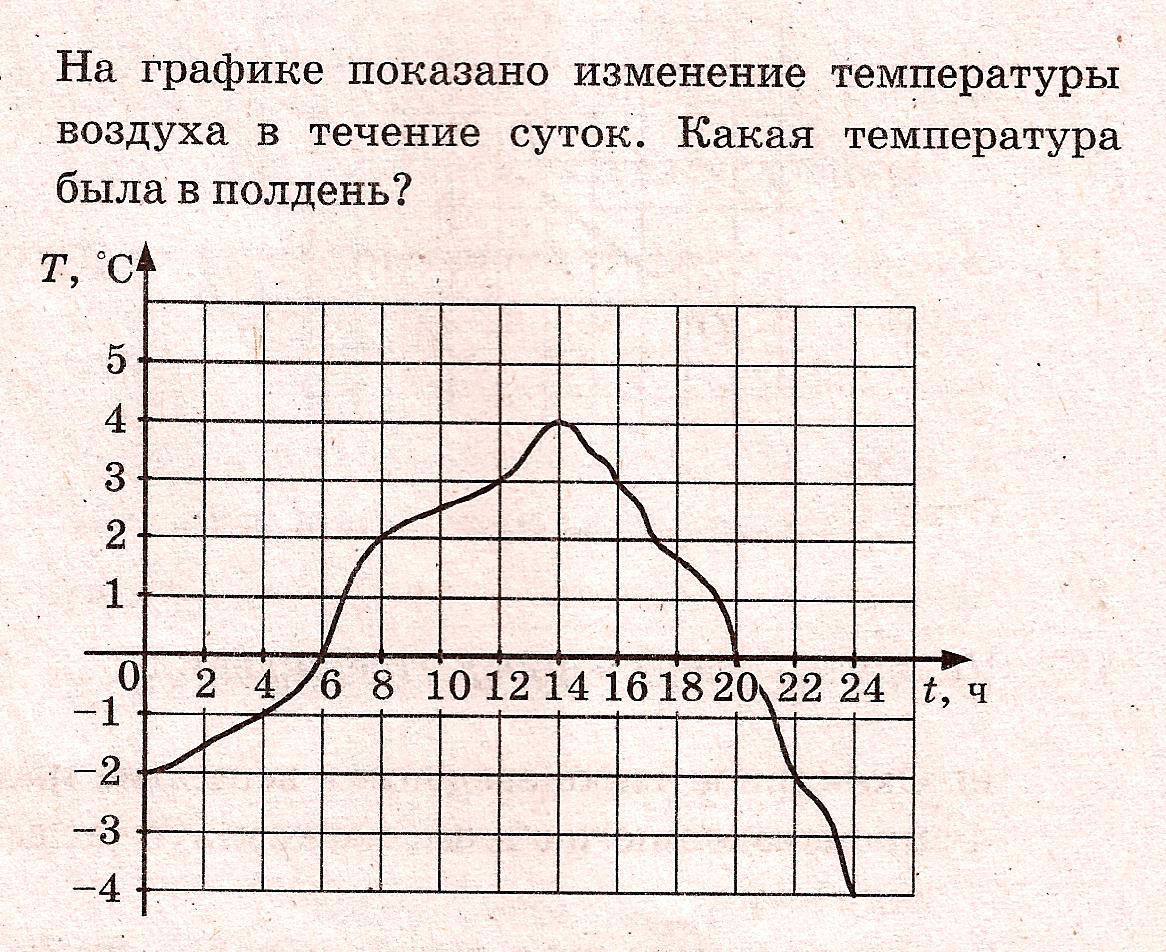 На графике показано изменение температуры
воздуха в течение суток. Какая температура
была в полдень?
T, °C
5
4
3
2
1
0 2 4 6 8 10 12 14 16 18 20 22 24 t, ч
−1
−2
−3
−4